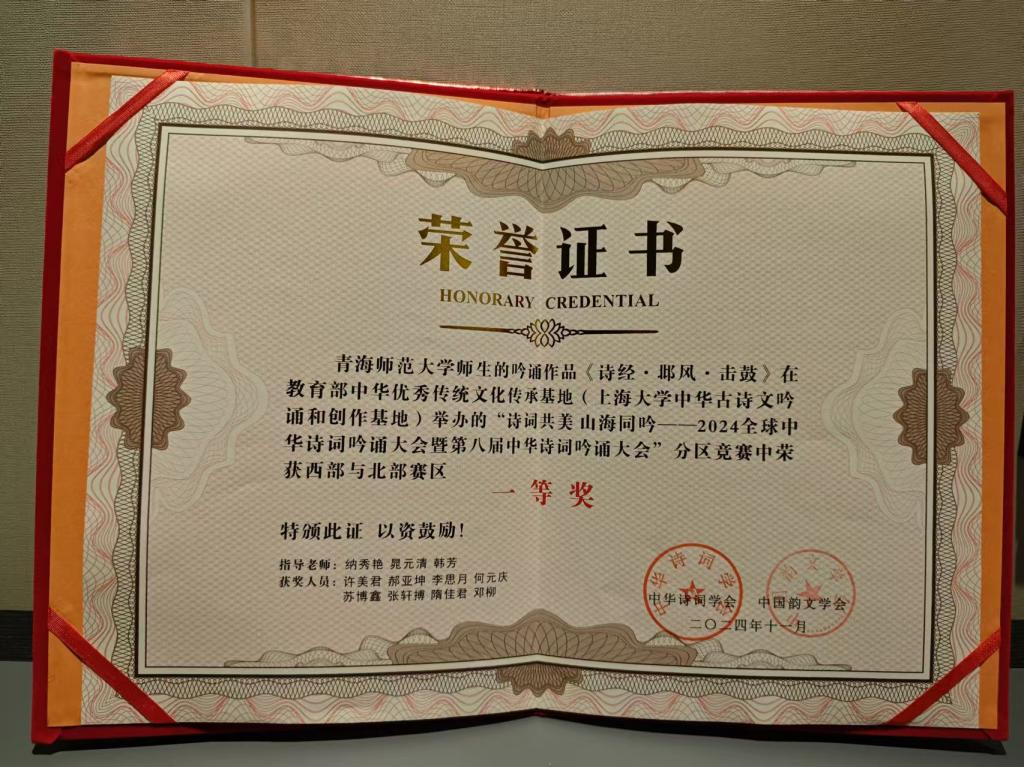 荣誉证书
HONORARY CREDENTIAL
青海师范大学师生的吟诵作品《诗经·邶风·击鼓》在
教育部中华优秀传统文化传承基地（上海大学中华古诗文吟
诵和创作基地）举办的“诗词共美 山海同吟——2024全球中
华诗词吟诵大会暨第八届中华诗词吟诵大会”分区竞赛中荣
获西部与北部赛区
一等奖
特颁此证 以资鼓励！
指导老师：纳秀艳 晁元清 韩芳
获奖人员：许美君 郝亚坤 李思月 何元庆
苏博鑫 张轩搏 隋佳君 邓柳
中华诗词学会
中华诗词学会 中国韵文学会
二〇二四年十一月